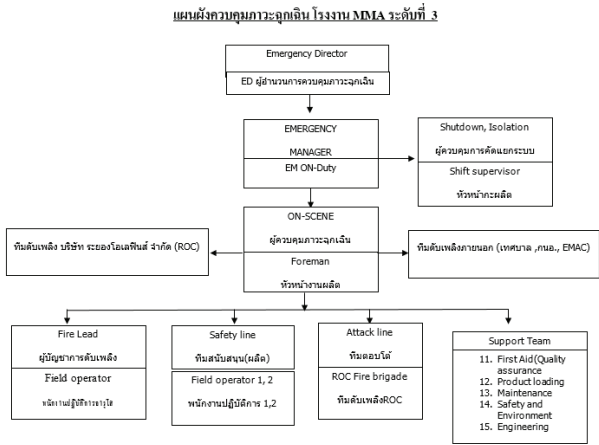 แผนผังควบคุมภาวะฉุกเฉิน โรงงาน MMA ระดับที่ 3
Emergency Director
ED ผู้อำนวยการควบคุมภาวะฉุกเฉิน
EMERGENCY
MANAGER
EM ON-Duty
Shutdown, Isolation
ผู้ควบคุมการตัดแยกระบบ
Shift supervisor
หัวหน้ากะผลิต
ON-SCENE
ผู้ควบคุมภาวะฉุกเฉิน
Foreman
หัวหน้างานผลิต
ทีมดับเพลิง บริษัท ระยองโอเลฟินส์ จำกัด (ROC)
ทีมดับเพลิงภายนอก (เทศบาล ,กนอ., EMAC)
Fire Lead
ผู้บัญชาการดับเพลิง
Field operator
Safety line
ทีมสนับสนุน(ผลิต)
Field operator 1, 2
พนักงานปฏิบัติการ 1,2
Attack line
ทีมตอบโต้
ROC Fire brigade
ทีมดับเพลิงROC
Support Team
11. First Aid(Quality
assurance
12. Product loading
13. Maintenance
14. Safety and
Environment
15. Engineering